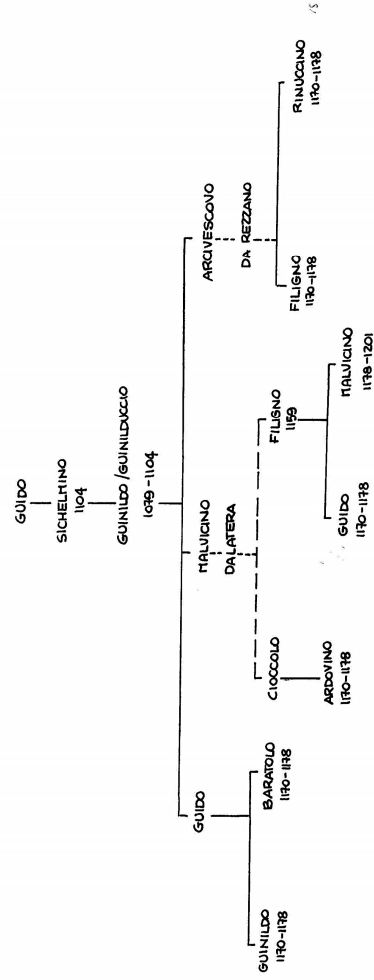 GUIDO
SICHELMINO
1104
GUINILDO/GUINILDUCCIO
1079-1104
GUIDO
MALVICINO
DALATERA
ARCIVESCOVO
DA REZZANO
GUINILDO
1170-1178
BARATOLO
1170-1178
CIOCCOLO
ARDOVINO
1170-1178
FILIGNO
1159
GUIDO
1170-1178
MALVICINO
1178-1201
FILIGNO
1170-1178
RINUCCINO
1170-1178